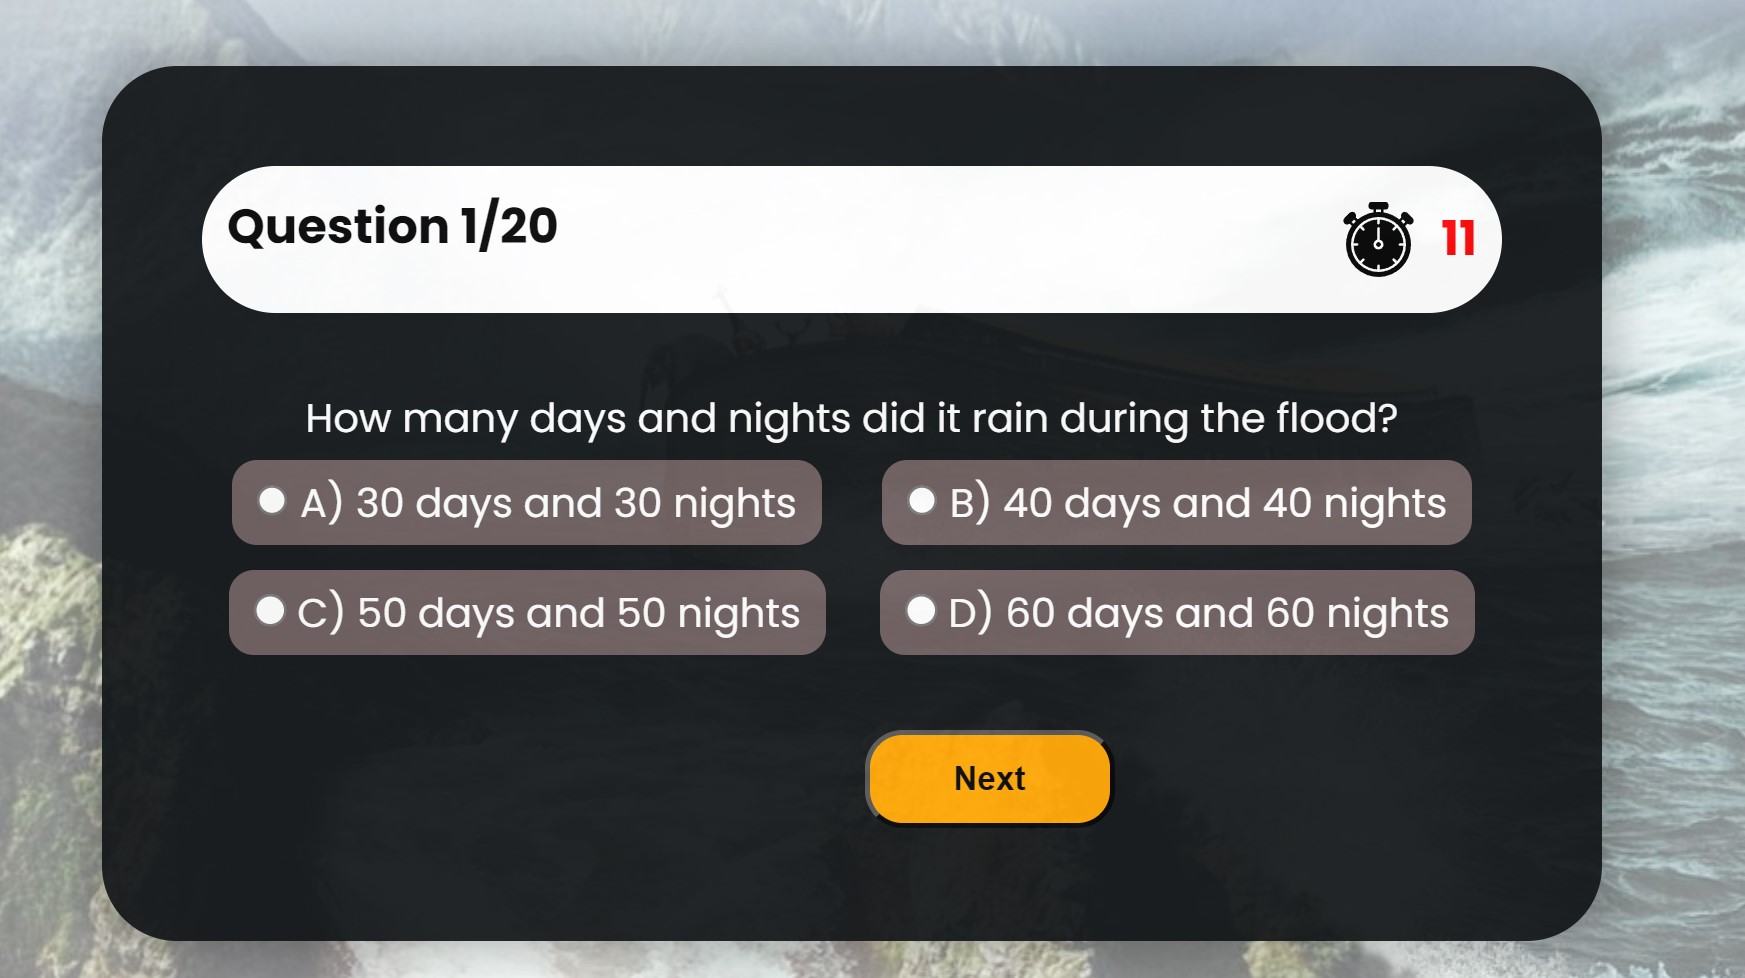 Question 1/20
11
How many days and nights did it rain during the flood?
A) 30 days and 30 nights
B) 40 days and 40 nights
C) 50 days and 50 nights
D) 60 days and 60 nights
Next